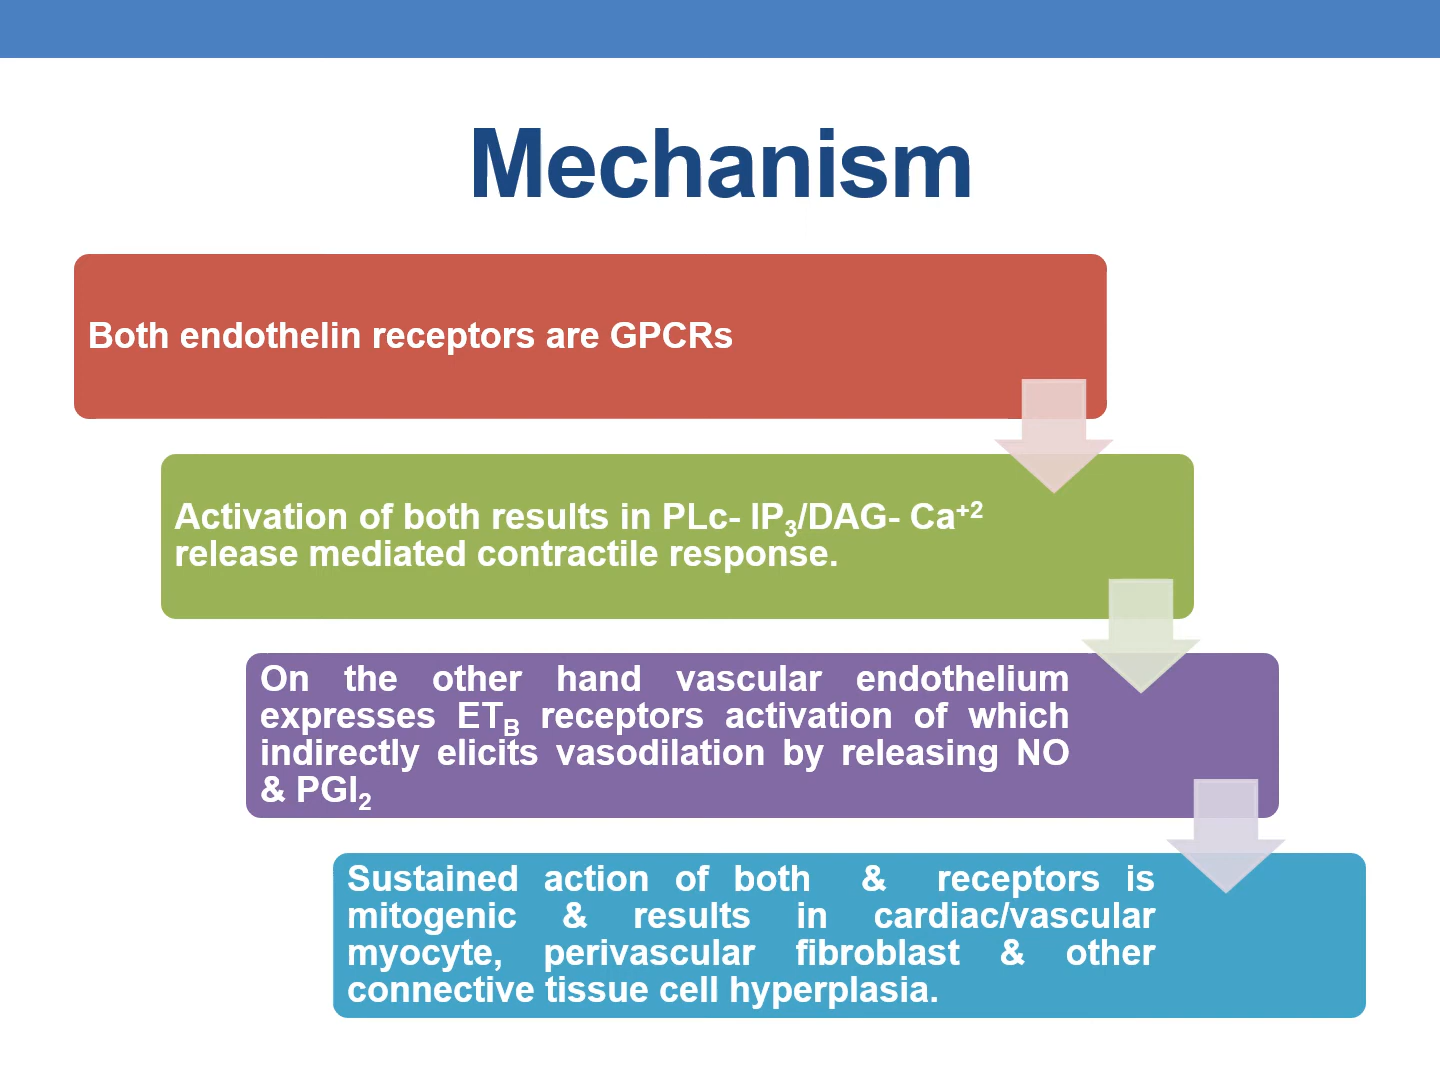 Mechanism
Both endothelin receptors are GPCRs
Activation of both results in PLc- IP₃/DAG- Ca⁺²
release mediated contractile response.
On the other hand vascular endothelium
expresses ET_B receptors activation of which
indirectly elicits vasodilation by releasing NO
& PGI₂
Sustained action of both & receptors is
mitogenic & results in cardiac/vascular
myocyte, perivascular fibroblast & other
connective tissue cell hyperplasia.